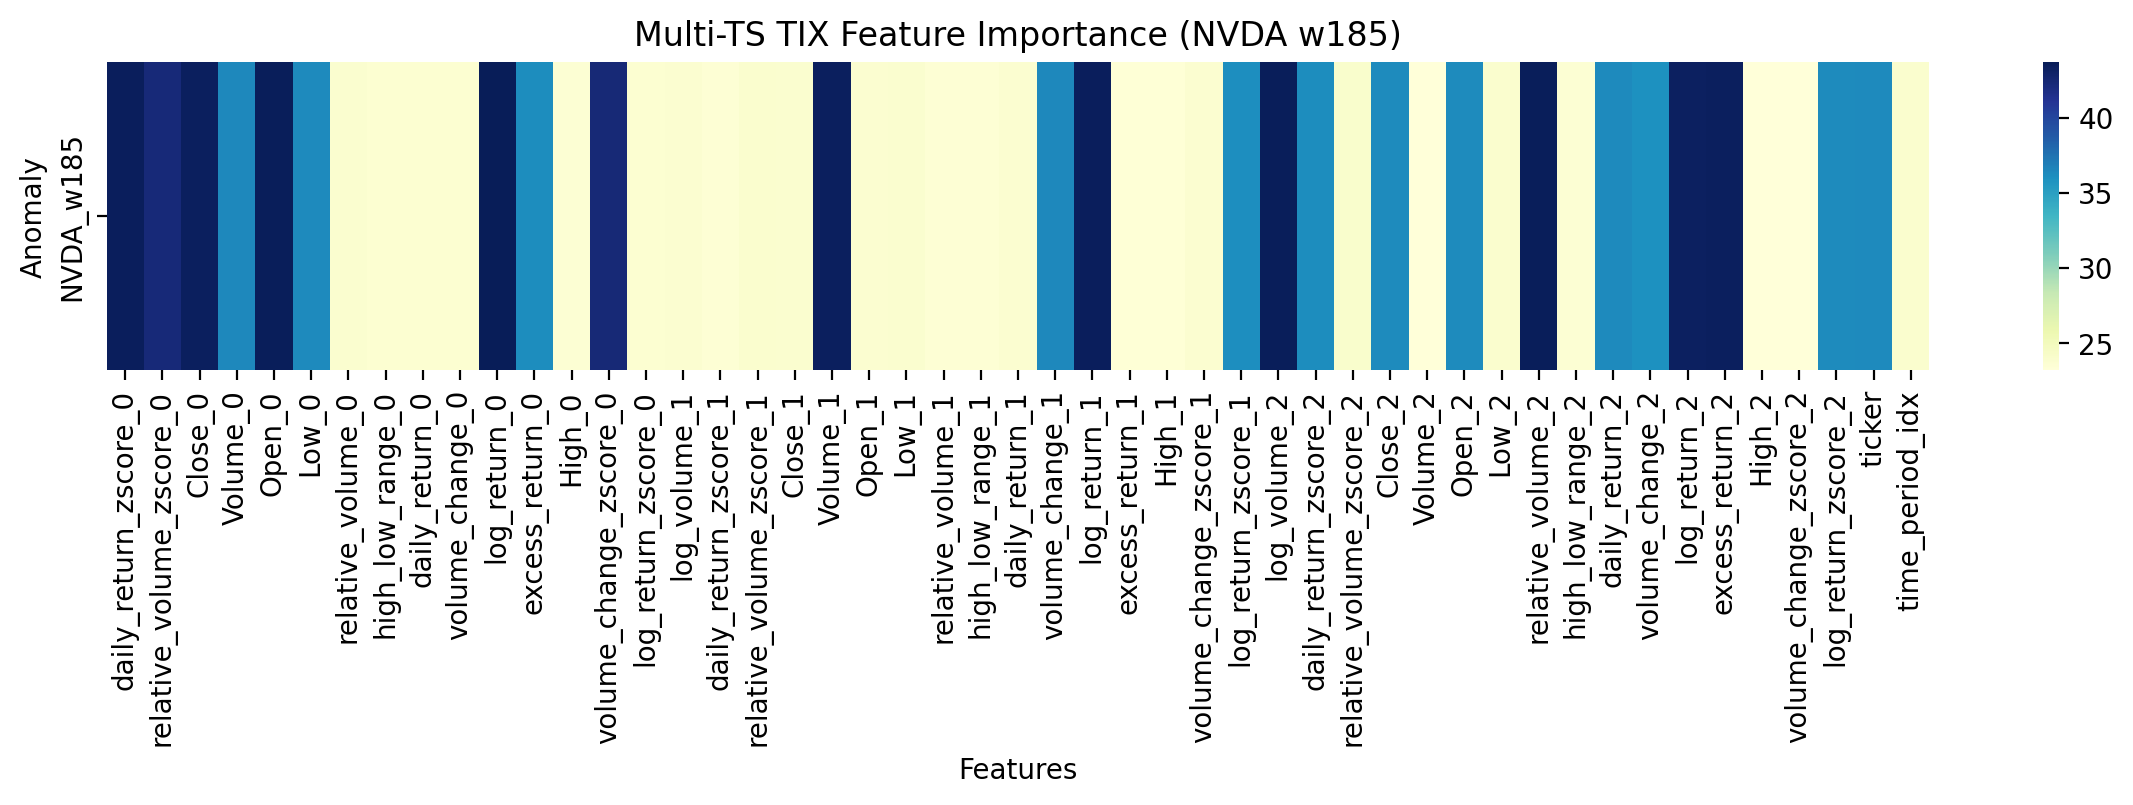 Multi-TS TIX Feature Importance (NVDA w185)
Anomaly
NVDA_w185
40
35
30
25
daily_return_zscore_0
relative_volume_zscore_0
Close_0
Volume_0
Open_0
Low_0
relative_volume_0
high_low_range_0
daily_return_0
volume_change_0
log_return_0
excess_return_0
High_0
volume_change_zscore_0
log_return_zscore_0
log_volume_1
daily_return_zscore_1
relative_volume_zscore_1
Close_1
Volume_1
Open_1
Low_1
relative_volume_1
high_low_range_1
daily_return_1
volume_change_1
log_return_1
excess_return_1
High_1
volume_change_zscore_1
log_return_zscore_1
log_volume_2
daily_return_zscore_2
relative_volume_zscore_2
Close_2
Volume_2
Open_2
Low_2
relative_volume_2
high_low_range_2
daily_return_2
volume_change_2
log_return_2
excess_return_2
High_2
volume_change_zscore_2
log_return_zscore_2
ticker
time_period_idx
Features